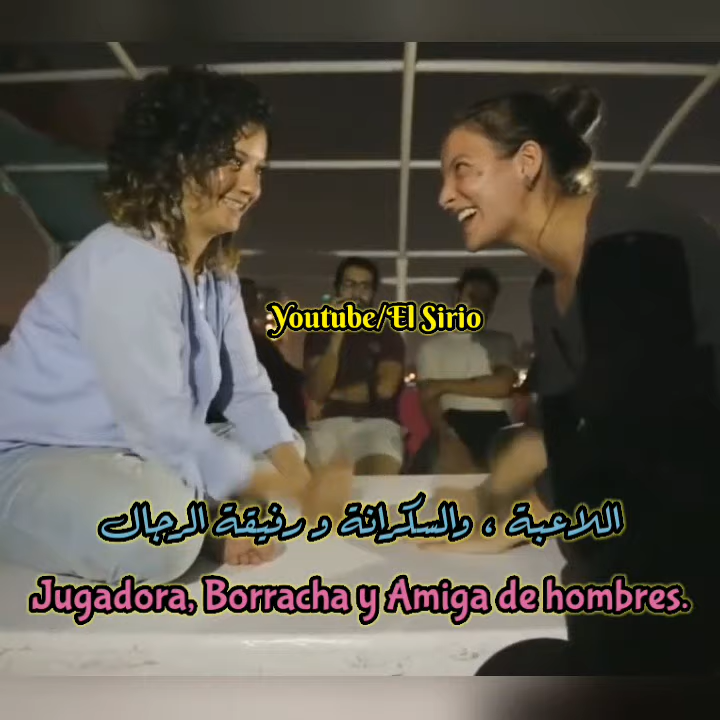 Youtube/El Sirio
اللاعبة ، والسكرانة و رفيقة الرجال
Jugadora, Borracha y Amiga de hombres.